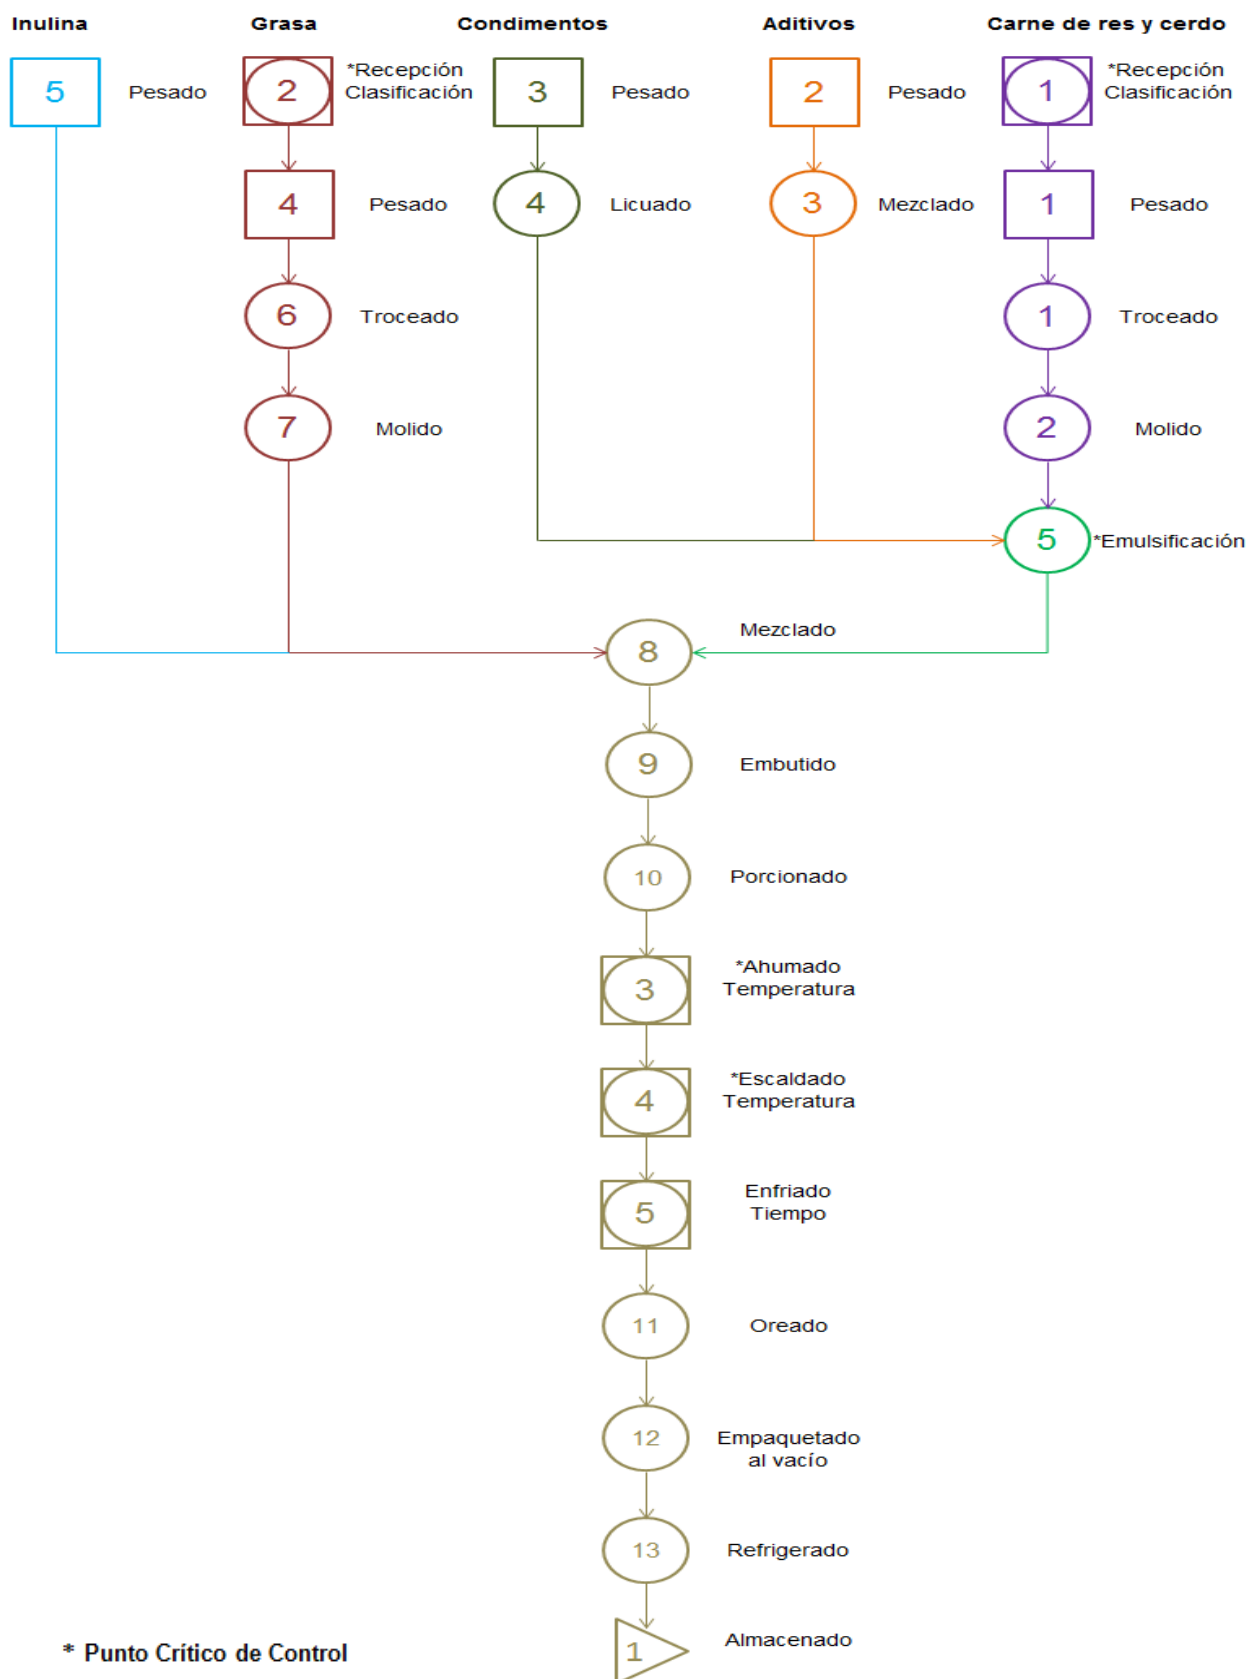 Inulina Grasa Condimentos Aditivos Carne de res y cerdo
5 Pesado 2 *Recepción Clasificación 3 Pesado 2 Pesado 1 *Recepción Clasificación
4 Pesado 4 Licuado 3 Mezclado 1 Pesado
6 Troceado 1 Troceado
7 Molido 2 Molido
5 *Emulsificación
8 Mezclado
9 Embutido
10 Porcionado
3 *Ahumado
Temperatura
4 *Escaldado
Temperatura
5 Enfriado
Tiempo
11 Oreado
12 Empaquetado
al vacío
13 Refrigerado
1 Almacenado
* Punto Crítico de Control